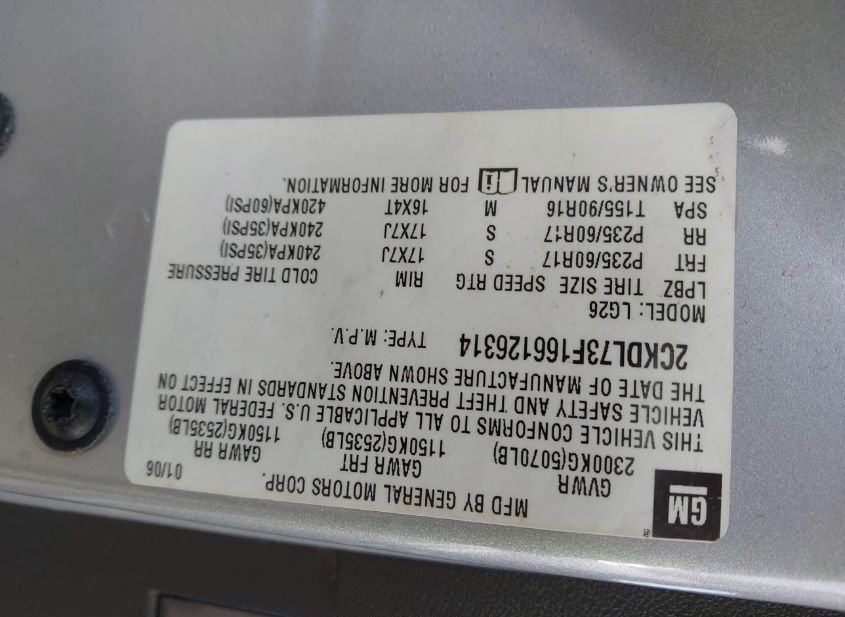 GM ® MFD BY GENERAL MOTORS CORP. 01/06
GVWR GAWR FRT GAWR RR
2300KG(5070LB) 1150KG(2535LB) 1150KG(2535LB)
THIS VEHICLE CONFORMS TO ALL APPLICABLE U.S. FEDERAL MOTOR
VEHICLE SAFETY AND THEFT PREVENTION STANDARDS IN EFFECT ON
THE DATE OF MANUFACTURE SHOWN ABOVE.
2CKDL73F166126314 TYPE: M.P.V.
MODEL: LG26
LPBZ TIRE SIZE SPEED RTG RIM COLD TIRE PRESSURE
FRT P235/60R17 S 17X7J 240KPA(35PSI)
RR P235/60R17 S 17X7J 240KPA(35PSI)
SPA T155/90R16 M 16X4T 420KPA(60PSI)
SEE OWNER'S MANUAL i FOR MORE INFORMATION.